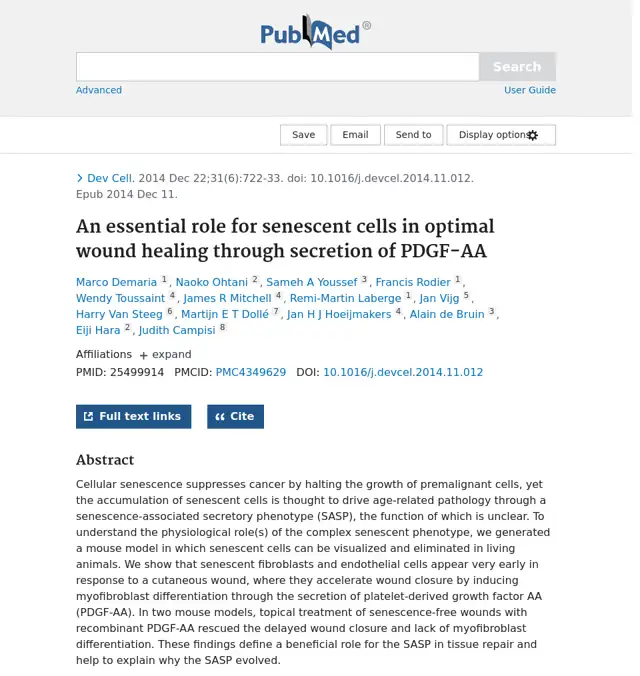 PubMed®
Search
Advanced
User Guide
Save
Email
Send to
Display options
Dev Cell. 2014 Dec 22;31(6):722-33. doi: 10.1016/j.devcel.2014.11.012.
Epub 2014 Dec 11.
An essential role for senescent cells in optimal
wound healing through secretion of PDGF-AA
Marco Demaria 1, Naoko Ohtani 2, Sameh A Youssef 3, Francis Rodier 1,
Wendy Toussaint 4, James R Mitchell 4, Remi-Martin Laberge 1, Jan Vijg 5,
Harry Van Steeg 6, Martijn E T Dollé 7, Jan H J Hoeijmakers 4, Alain de Bruin 3,
Eiji Hara 2, Judith Campisi 8
Affiliations + expand
PMID: 25499914 PMCID: PMC4349629 DOI: 10.1016/j.devcel.2014.11.012
Full text links
Cite
Abstract
Cellular senescence suppresses cancer by halting the growth of premalignant cells, yet
the accumulation of senescent cells is thought to drive age-related pathology through a
senescence-associated secretory phenotype (SASP), the function of which is unclear. To
understand the physiological role(s) of the complex senescent phenotype, we generated
a mouse model in which senescent cells can be visualized and eliminated in living
animals. We show that senescent fibroblasts and endothelial cells appear very early in
response to a cutaneous wound, where they accelerate wound closure by inducing
myofibroblast differentiation through the secretion of platelet-derived growth factor AA
(PDGF-AA). In two mouse models, topical treatment of senescence-free wounds with
recombinant PDGF-AA rescued the delayed wound closure and lack of myofibroblast
differentiation. These findings define a beneficial role for the SASP in tissue repair and
help to explain why the SASP evolved.